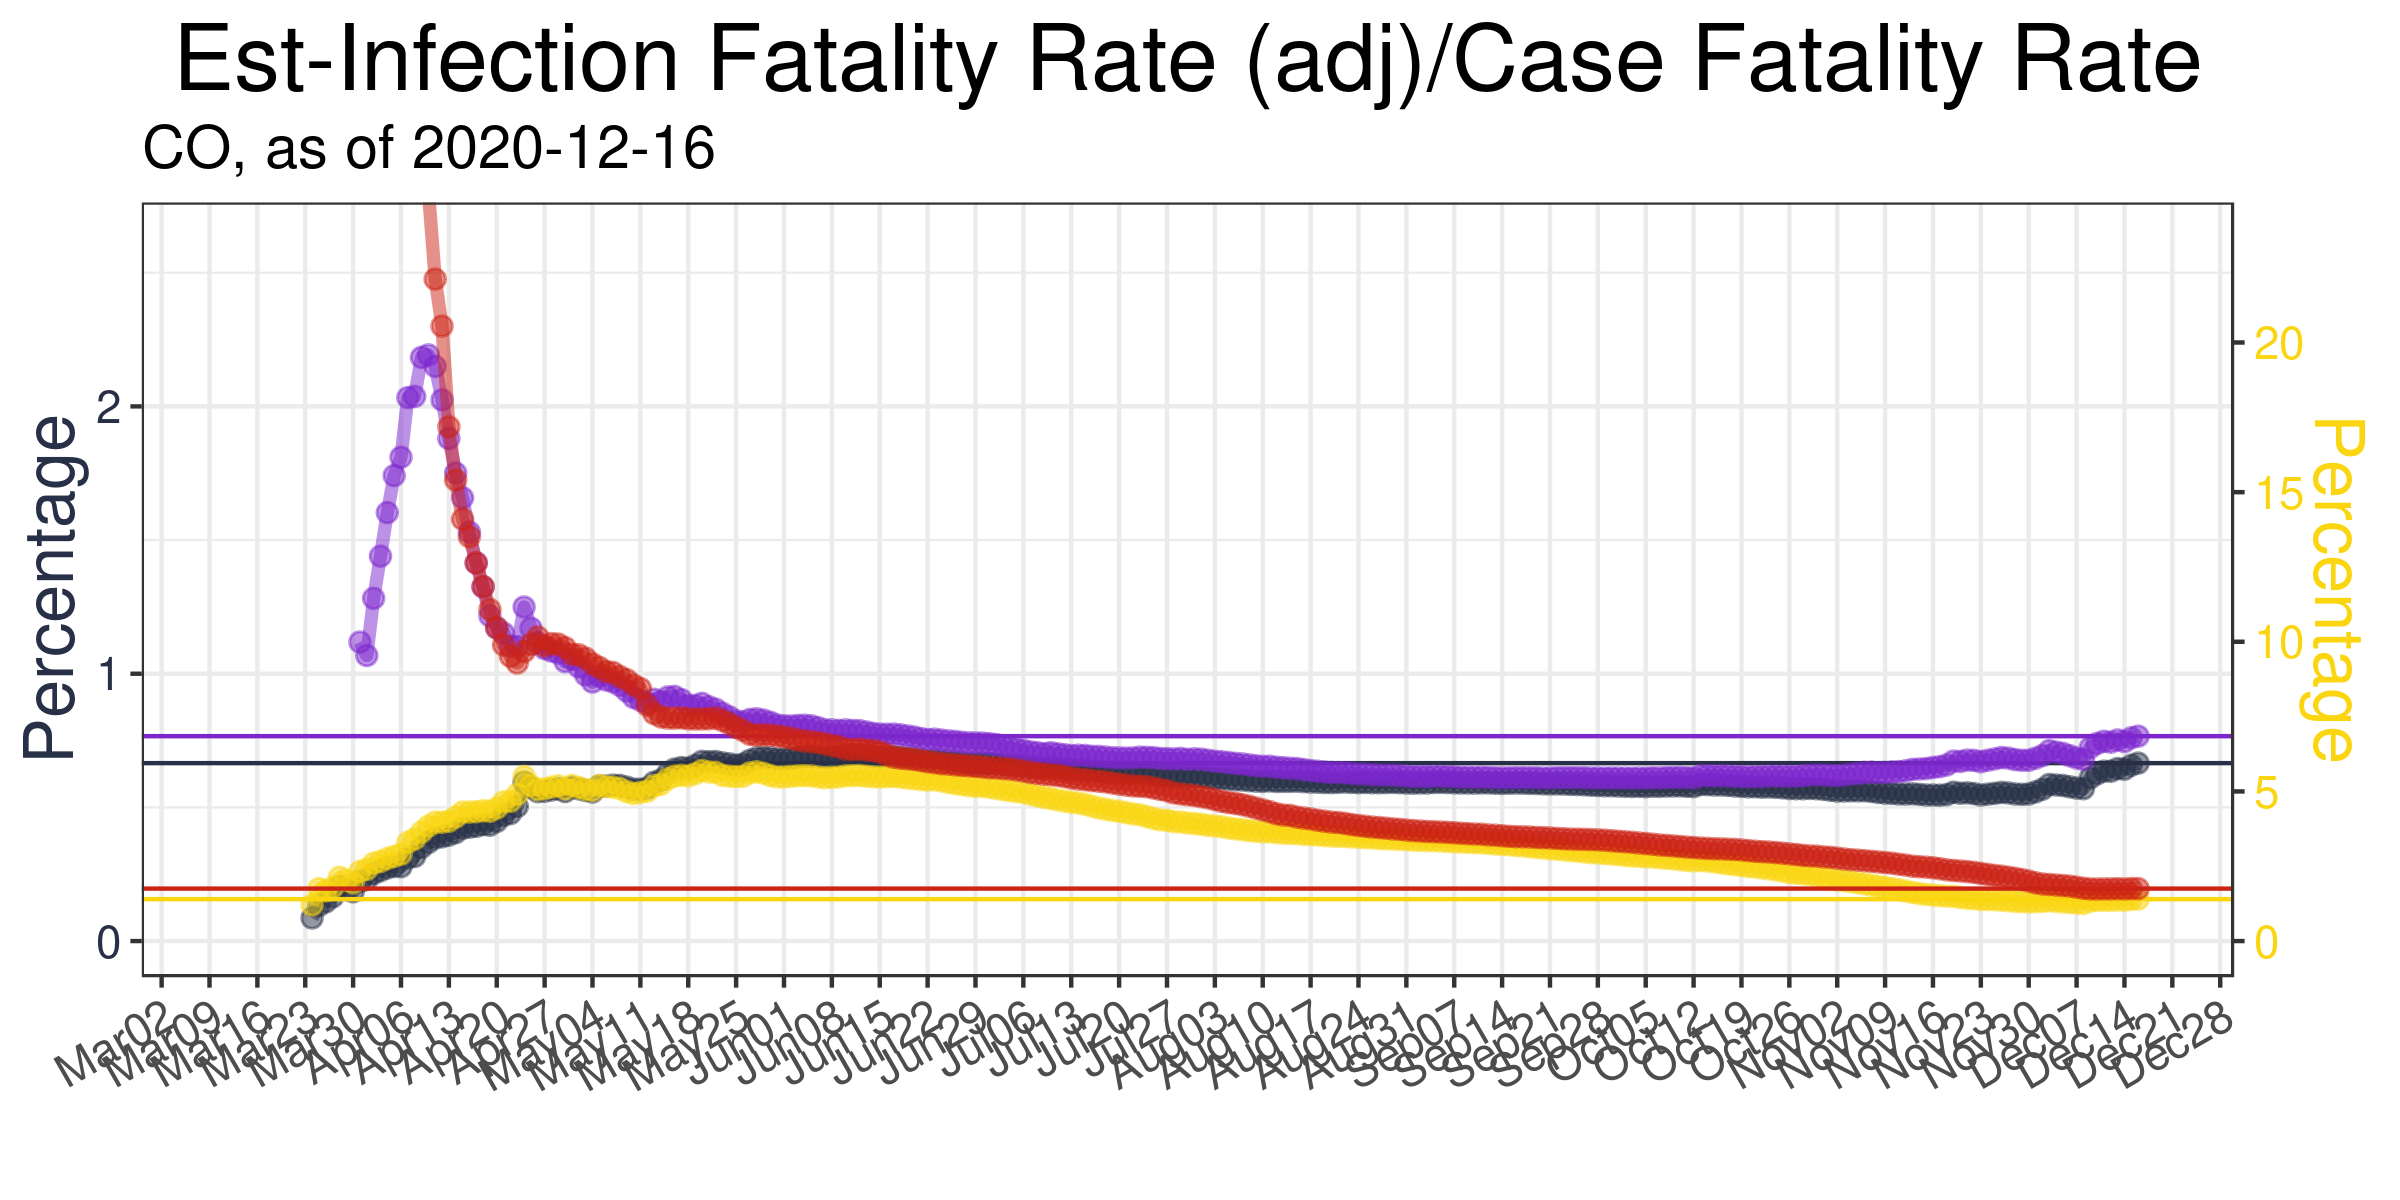 Est-Infection Fatality Rate (adj)/Case Fatality Rate
CO, as of 2020-12-16
Percentage
2
1
0
20
15
10
5
0
Percentage
Mar02
Mar09
Mar16
Mar23
Mar30
Apr06
Apr13
Apr20
Apr27
May04
May11
May18
May25
Jun01
Jun08
Jun15
Jun22
Jun29
Jul06
Jul13
Jul20
Jul27
Aug03
Aug10
Aug17
Aug24
Aug31
Sep07
Sep14
Sep21
Sep28
Oct05
Oct12
Oct19
Oct26
Nov02
Nov09
Nov16
Nov23
Nov30
Dec07
Dec14
Dec21
Dec28